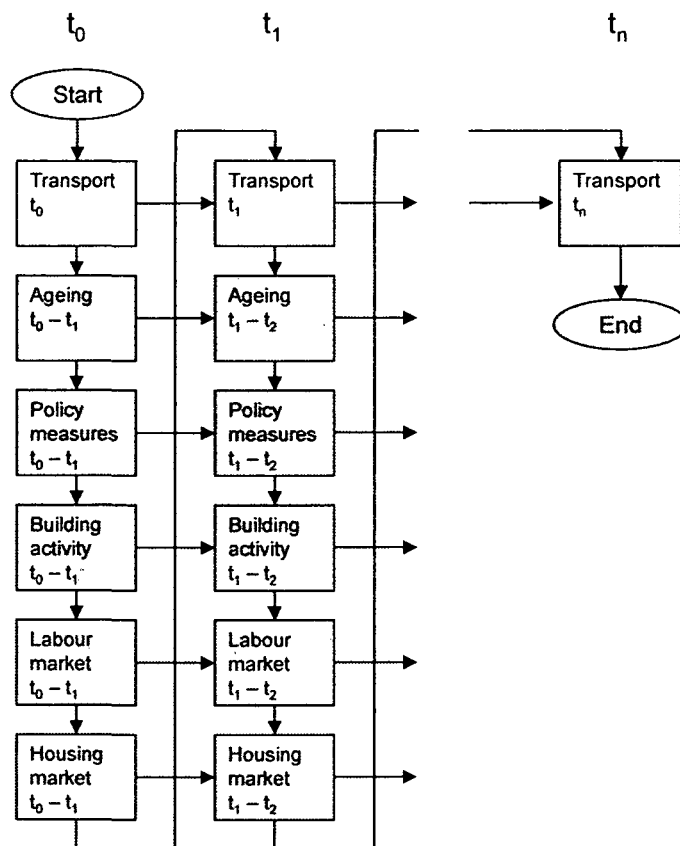 t₀
t₁
tₙ
Start
Transport
t₀
Ageing
t₀ – t₁
Policy
measures
t₀ – t₁
Building
activity
t₀ – t₁
Labour
market
t₀ – t₁
Housing
market
t₀ – t₁
Transport
t₁
Ageing
t₁ – t₂
Policy
measures
t₁ – t₂
Building
activity
t₁ – t₂
Labour
market
t₁ – t₂
Housing
market
t₁ – t₂
Transport
tₙ
End